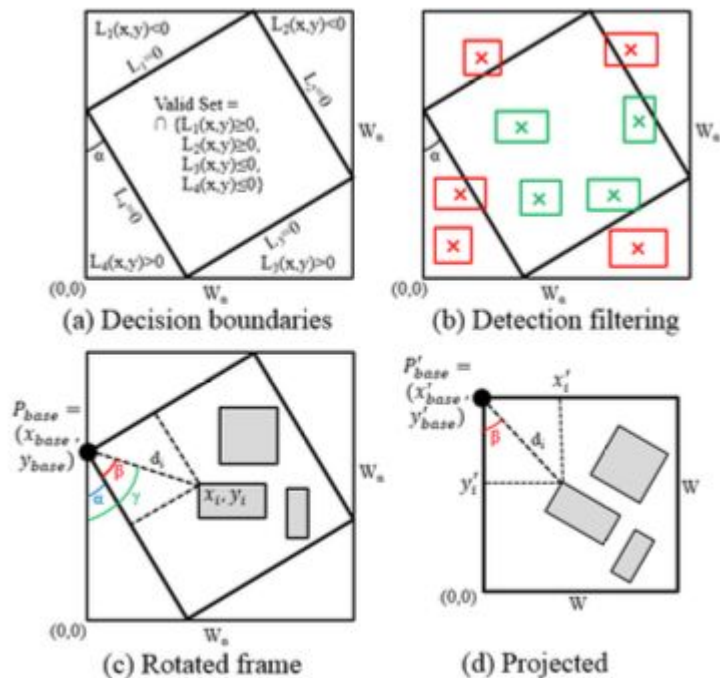 L₁(x,y)<0
L₂(x,y)<0
L₁=0
L₂=0
Valid Set =
∩ {L₁(x,y)≥0,
L₂(x,y)≥0,
L₃(x,y)≤0,
L₄(x,y)≤0}
Wₙ
α
L₄=0
L₃=0
L₄(x,y)>0
L₃(x,y)>0
(0,0)
Wₙ
(a) Decision boundaries
Wₙ
α
(0,0)
Wₙ
(b) Detection filtering
P_base =
(x_base,
y_base)
β
dᵢ
α
γ
xᵢ, yᵢ
Wₙ
(0,0)
Wₙ
(c) Rotated frame
P′_base =
(x′_base,
y′_base)
x′ᵢ
β
dᵢ
y′ᵢ
W
(0,0)
W
(d) Projected